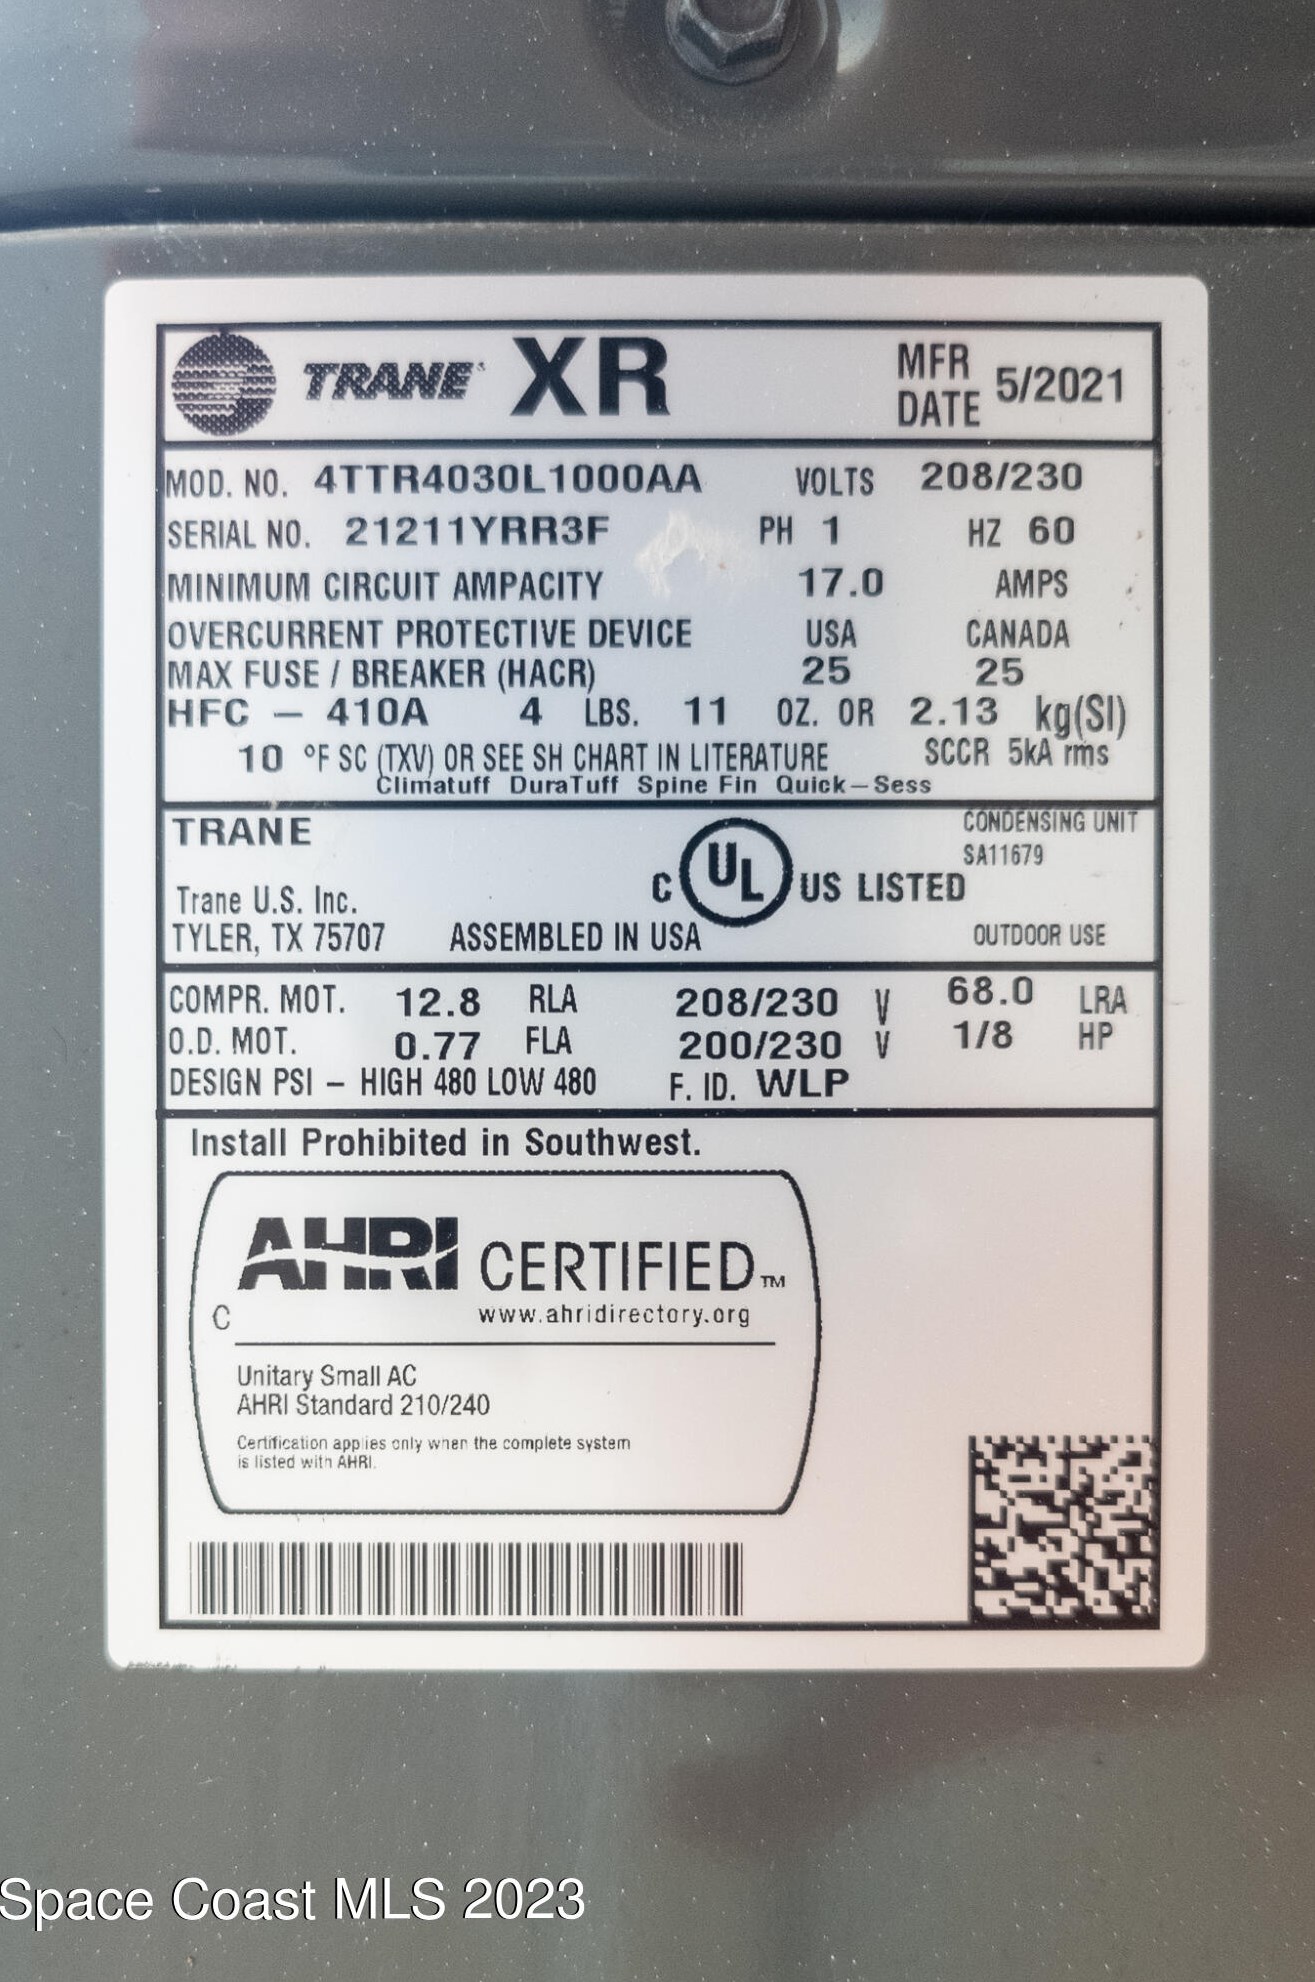 TRANE XR MFR DATE 5/2021
MOD. NO. 4TTR4030L1000AA VOLTS 208/230
SERIAL NO. 21211YRR3F PH 1 HZ 60
MINIMUM CIRCUIT AMPACITY 17.0 AMPS
OVERCURRENT PROTECTIVE DEVICE USA CANADA
MAX FUSE / BREAKER (HACR) 25 25
HFC – 410A 4 LBS. 11 OZ. OR 2.13 kg(SI)
10 °F SC (TXV) OR SEE SH CHART IN LITERATURE SCCR 5kA rms
Climatuff DuraTuff Spine Fin Quick–Sess
TRANE CONDENSING UNIT
SA11679
C UL US LISTED
Trane U.S. Inc.
TYLER, TX 75707 ASSEMBLED IN USA OUTDOOR USE
COMPR. MOT. 12.8 RLA 208/230 V 68.0 LRA
O.D. MOT. 0.77 FLA 200/230 V 1/8 HP
DESIGN PSI – HIGH 480 LOW 480 F. ID. WLP
Install Prohibited in Southwest.
AHRI CERTIFIED™
C www.ahridirectory.org
Unitary Small AC
AHRI Standard 210/240
Certification applies only when the complete system
is listed with AHRI.
Space Coast MLS 2023